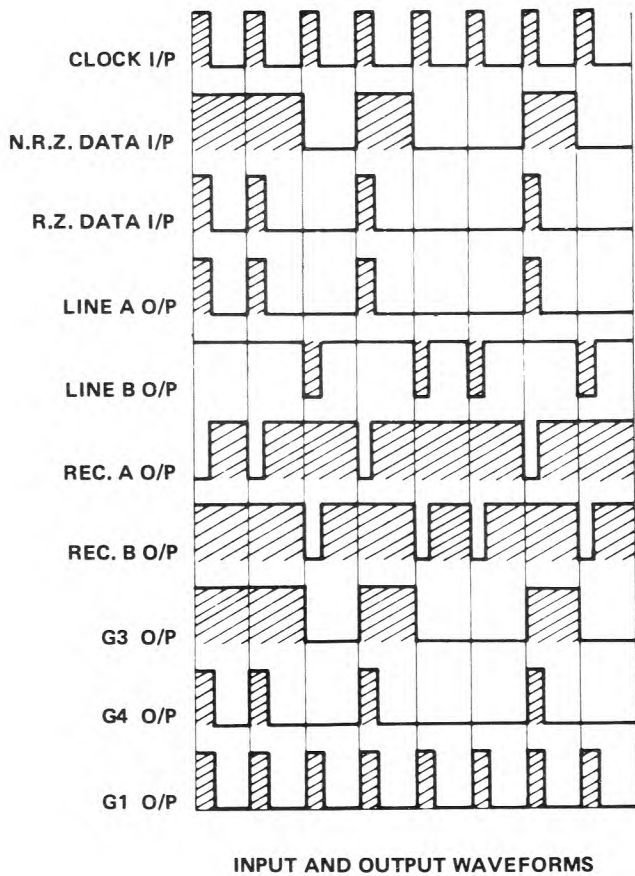 CLOCK I/P
N.R.Z. DATA I/P
R.Z. DATA I/P
LINE A O/P
LINE B O/P
REC. A O/P
REC. B O/P
G3 O/P
G4 O/P
G1 O/P
INPUT AND OUTPUT WAVEFORMS